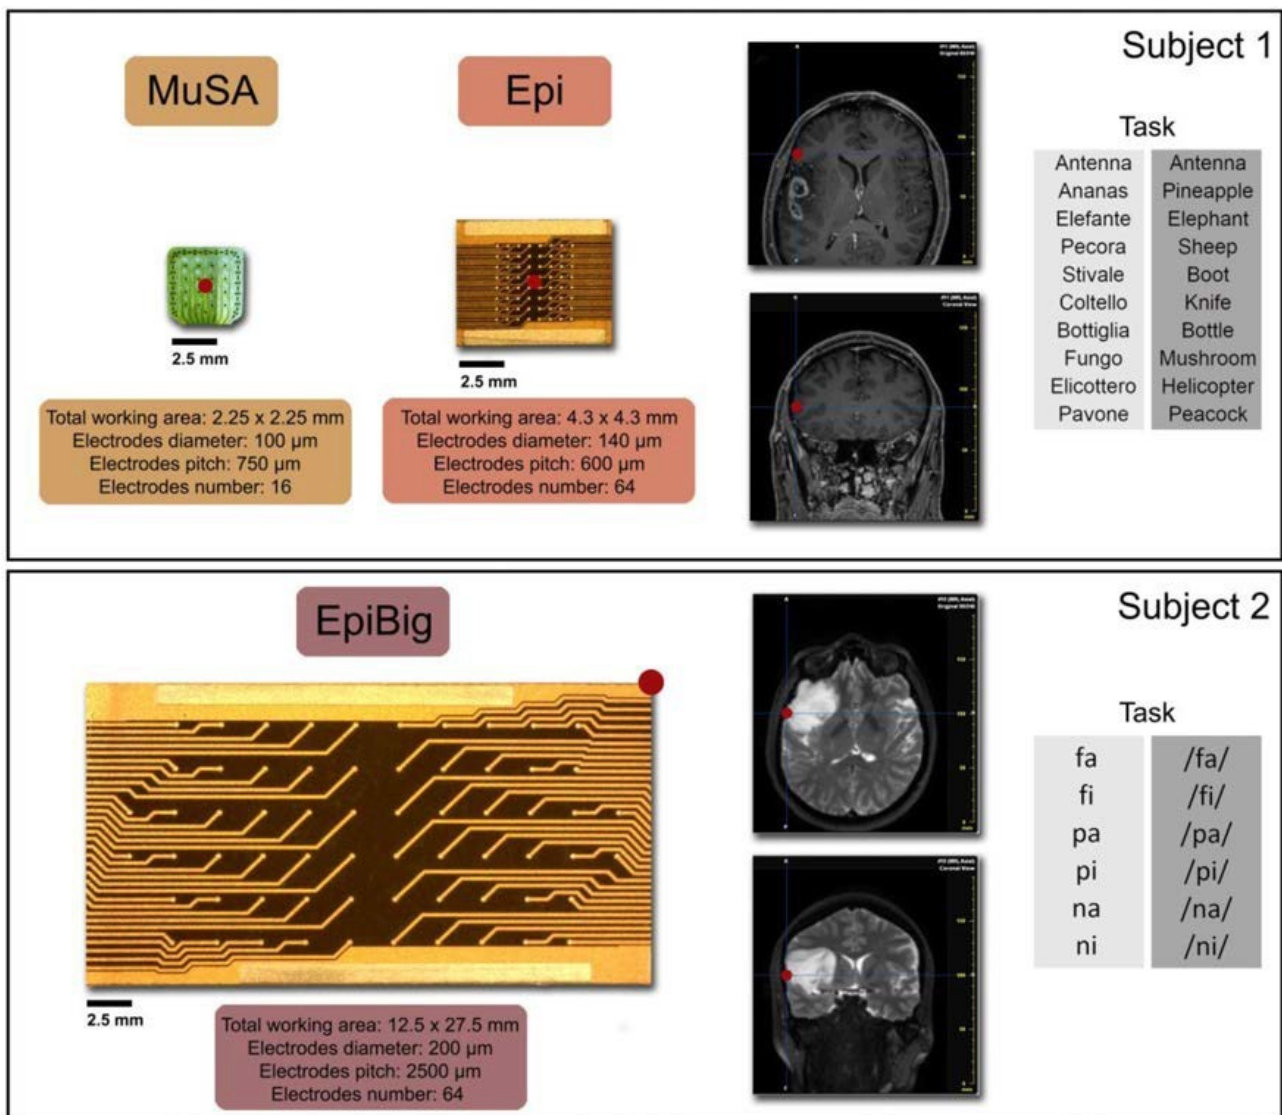 Subject 1
MuSA
Epi
2.5 mm
2.5 mm
Total working area: 2.25 x 2.25 mm
Electrodes diameter: 100 µm
Electrodes pitch: 750 µm
Electrodes number: 16
Total working area: 4.3 x 4.3 mm
Electrodes diameter: 140 µm
Electrodes pitch: 600 µm
Electrodes number: 64
Task
Antenna Antenna
Ananas Pineapple
Elefante Elephant
Pecora Sheep
Stivale Boot
Coltello Knife
Bottiglia Bottle
Fungo Mushroom
Elicottero Helicopter
Pavone Peacock
Subject 2
EpiBig
2.5 mm
Total working area: 12.5 x 27.5 mm
Electrodes diameter: 200 µm
Electrodes pitch: 2500 µm
Electrodes number: 64
Task
fa /fa/
fi /fi/
pa /pa/
pi /pi/
na /na/
ni /ni/